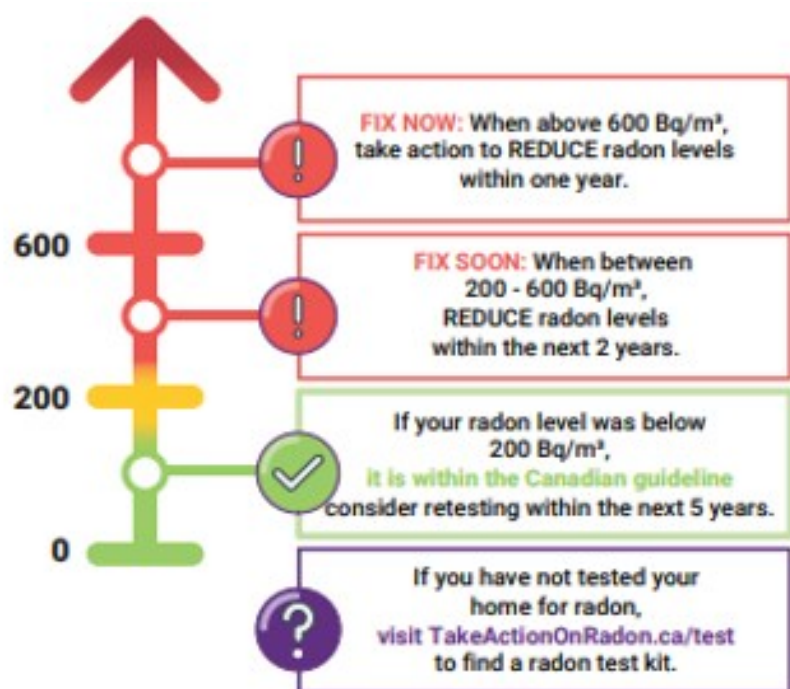 FIX NOW: When above 600 Bq/m³,
take action to REDUCE radon levels
within one year.
600
FIX SOON: When between
200 - 600 Bq/m³,
REDUCE radon levels
within the next 2 years.
200
If your radon level was below
200 Bq/m³,
it is within the Canadian guideline
consider retesting within the next 5 years.
0
If you have not tested your
home for radon,
visit TakeActionOnRadon.ca/test
to find a radon test kit.